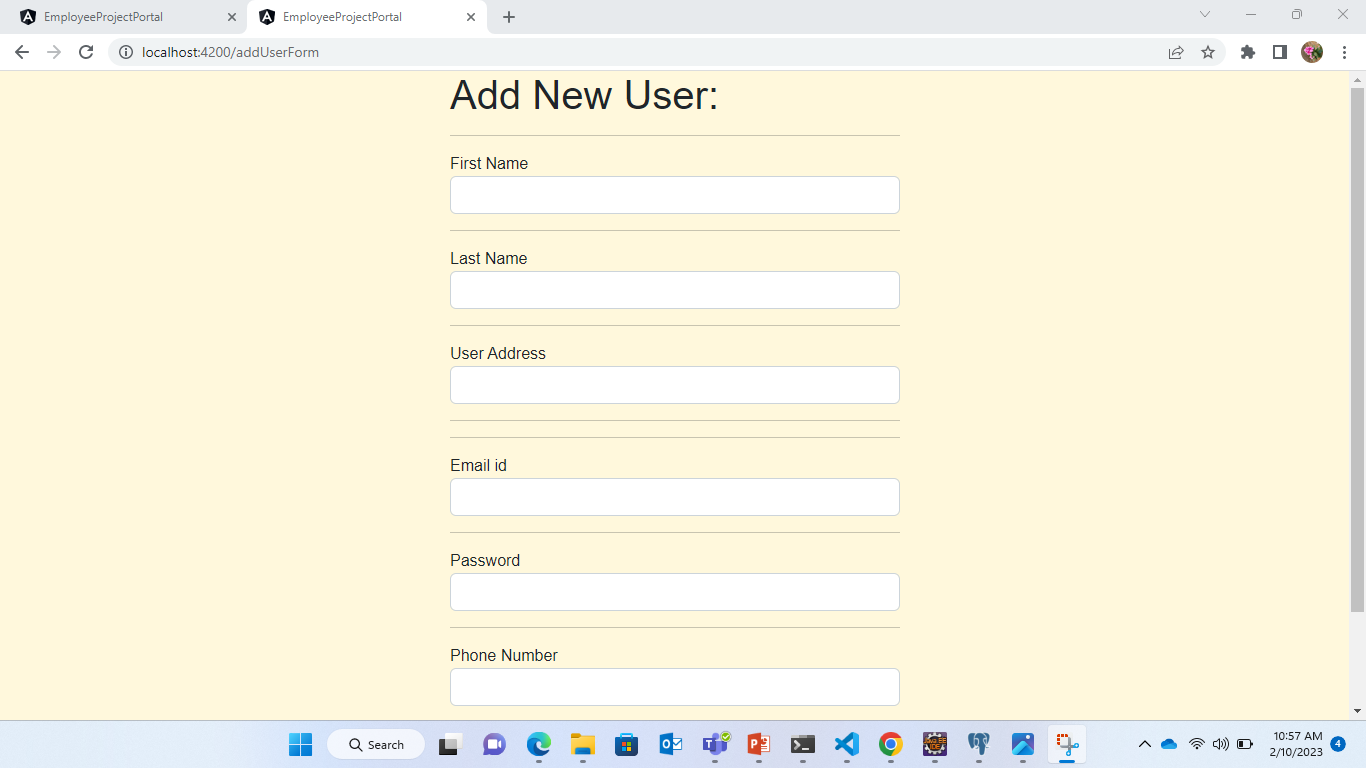 EmployeeProjectPortal
EmployeeProjectPortal
localhost:4200/addUserForm
Add New User:
First Name
Last Name
User Address
Email id
Password
Phone Number
Search
10:57 AM
2/10/2023
4